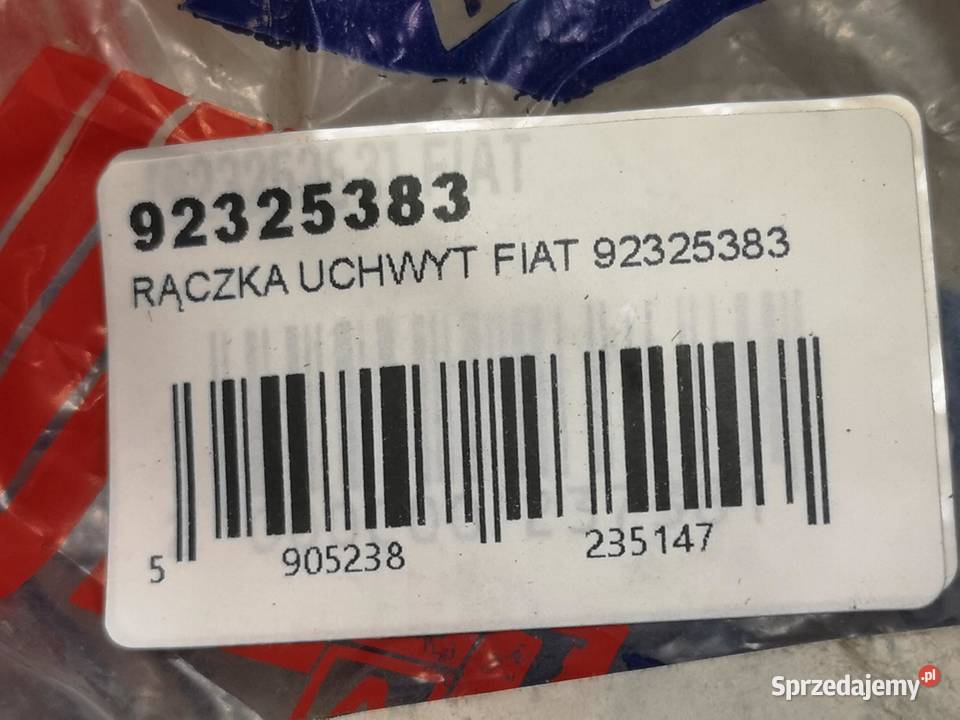 92325383
RĄCZKA UCHWYT FIAT 92325383
5 905238 235147
Sprzedajemy.pl